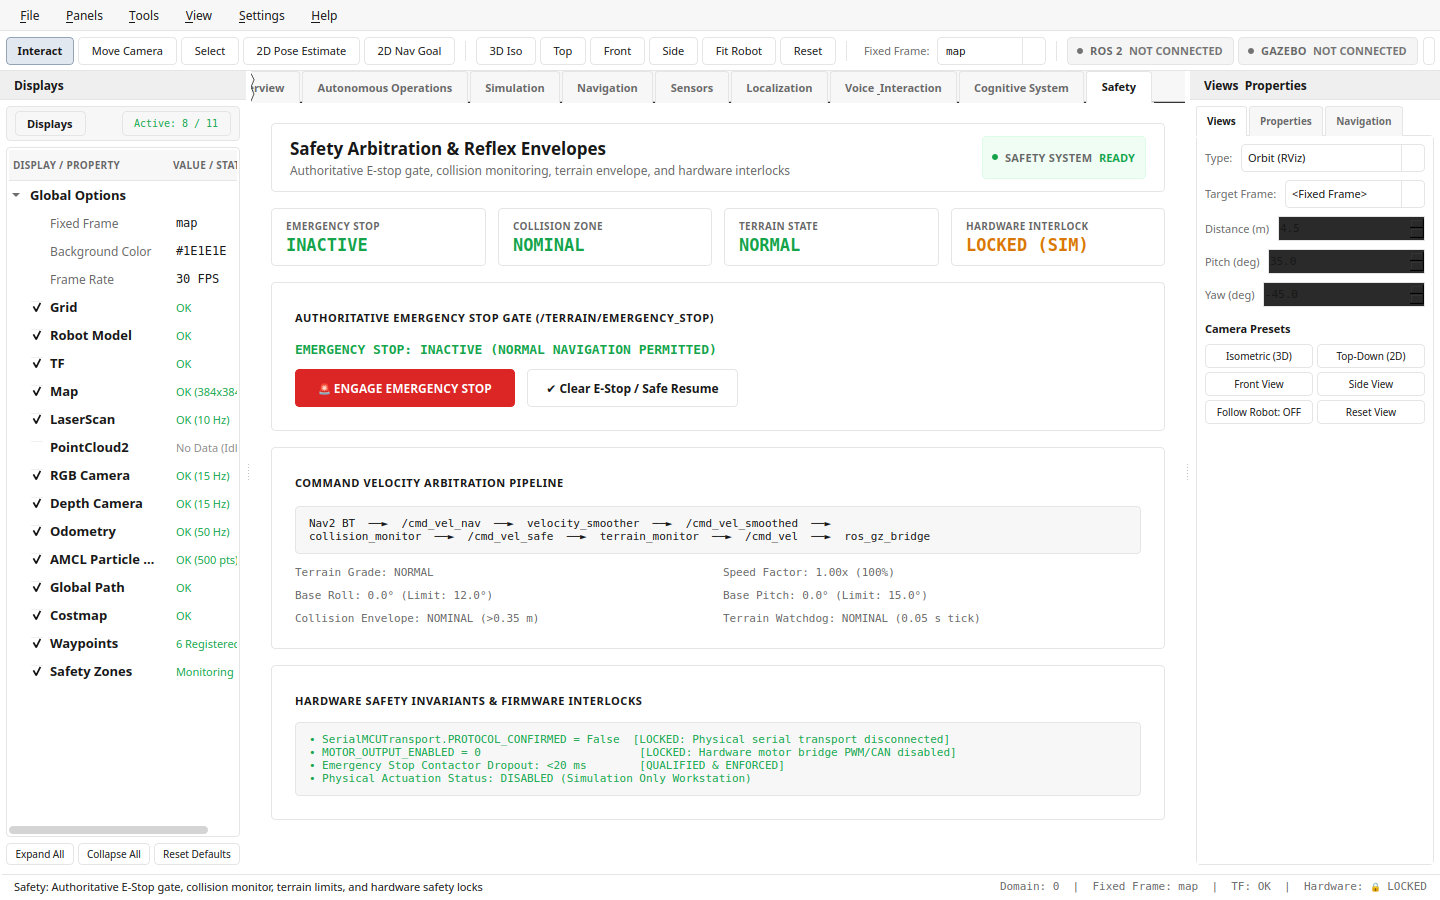 File Panels Tools View Settings Help
Interact Move Camera Select 2D Pose Estimate 2D Nav Goal 3D Iso Top Front Side Fit Robot Reset Fixed Frame: map ROS 2 NOT CONNECTED GAZEBO NOT CONNECTED
Displays
Displays Active: 8 / 11
DISPLAY / PROPERTY VALUE / STAT
Global Options
Fixed Frame map
Background Color #1E1E1E
Frame Rate 30 FPS
✓ Grid OK
✓ Robot Model OK
✓ TF OK
✓ Map OK (384x384
✓ LaserScan OK (10 Hz)
PointCloud2 No Data (Idl
✓ RGB Camera OK (15 Hz)
✓ Depth Camera OK (15 Hz)
✓ Odometry OK (50 Hz)
✓ AMCL Particle ... OK (500 pts)
✓ Global Path OK
✓ Costmap OK
✓ Waypoints 6 Registered
✓ Safety Zones Monitoring
Expand All Collapse All Reset Defaults
rview Autonomous Operations Simulation Navigation Sensors Localization Voice_Interaction Cognitive System Safety
Safety Arbitration & Reflex Envelopes
Authoritative E-stop gate, collision monitoring, terrain envelope, and hardware interlocks
● SAFETY SYSTEM READY
EMERGENCY STOP
INACTIVE
COLLISION ZONE
NOMINAL
TERRAIN STATE
NORMAL
HARDWARE INTERLOCK
LOCKED (SIM)
AUTHORITATIVE EMERGENCY STOP GATE (/TERRAIN/EMERGENCY_STOP)
EMERGENCY STOP: INACTIVE (NORMAL NAVIGATION PERMITTED)
🚨 ENGAGE EMERGENCY STOP ✔ Clear E-Stop / Safe Resume
COMMAND VELOCITY ARBITRATION PIPELINE
Nav2 BT ──► /cmd_vel_nav ──► velocity_smoother ──► /cmd_vel_smoothed ──►
collision_monitor ──► /cmd_vel_safe ──► terrain_monitor ──► /cmd_vel ──► ros_gz_bridge
Terrain Grade: NORMAL Speed Factor: 1.00x (100%)
Base Roll: 0.0° (Limit: 12.0°) Base Pitch: 0.0° (Limit: 15.0°)
Collision Envelope: NOMINAL (>0.35 m) Terrain Watchdog: NOMINAL (0.05 s tick)
HARDWARE SAFETY INVARIANTS & FIRMWARE INTERLOCKS
• SerialMCUTransport.PROTOCOL_CONFIRMED = False [LOCKED: Physical serial transport disconnected]
• MOTOR_OUTPUT_ENABLED = 0 [LOCKED: Hardware motor bridge PWM/CAN disabled]
• Emergency Stop Contactor Dropout: <20 ms [QUALIFIED & ENFORCED]
• Physical Actuation Status: DISABLED (Simulation Only Workstation)
Views Properties
Views Properties Navigation
Type: Orbit (RViz)
Target Frame: <Fixed Frame>
Distance (m) 4.5
Pitch (deg) 35.0
Yaw (deg) 45.0
Camera Presets
Isometric (3D) Top-Down (2D)
Front View Side View
Follow Robot: OFF Reset View
Safety: Authoritative E-Stop gate, collision monitor, terrain limits, and hardware safety locks
Domain: 0 | Fixed Frame: map | TF: OK | Hardware: 🔒 LOCKED